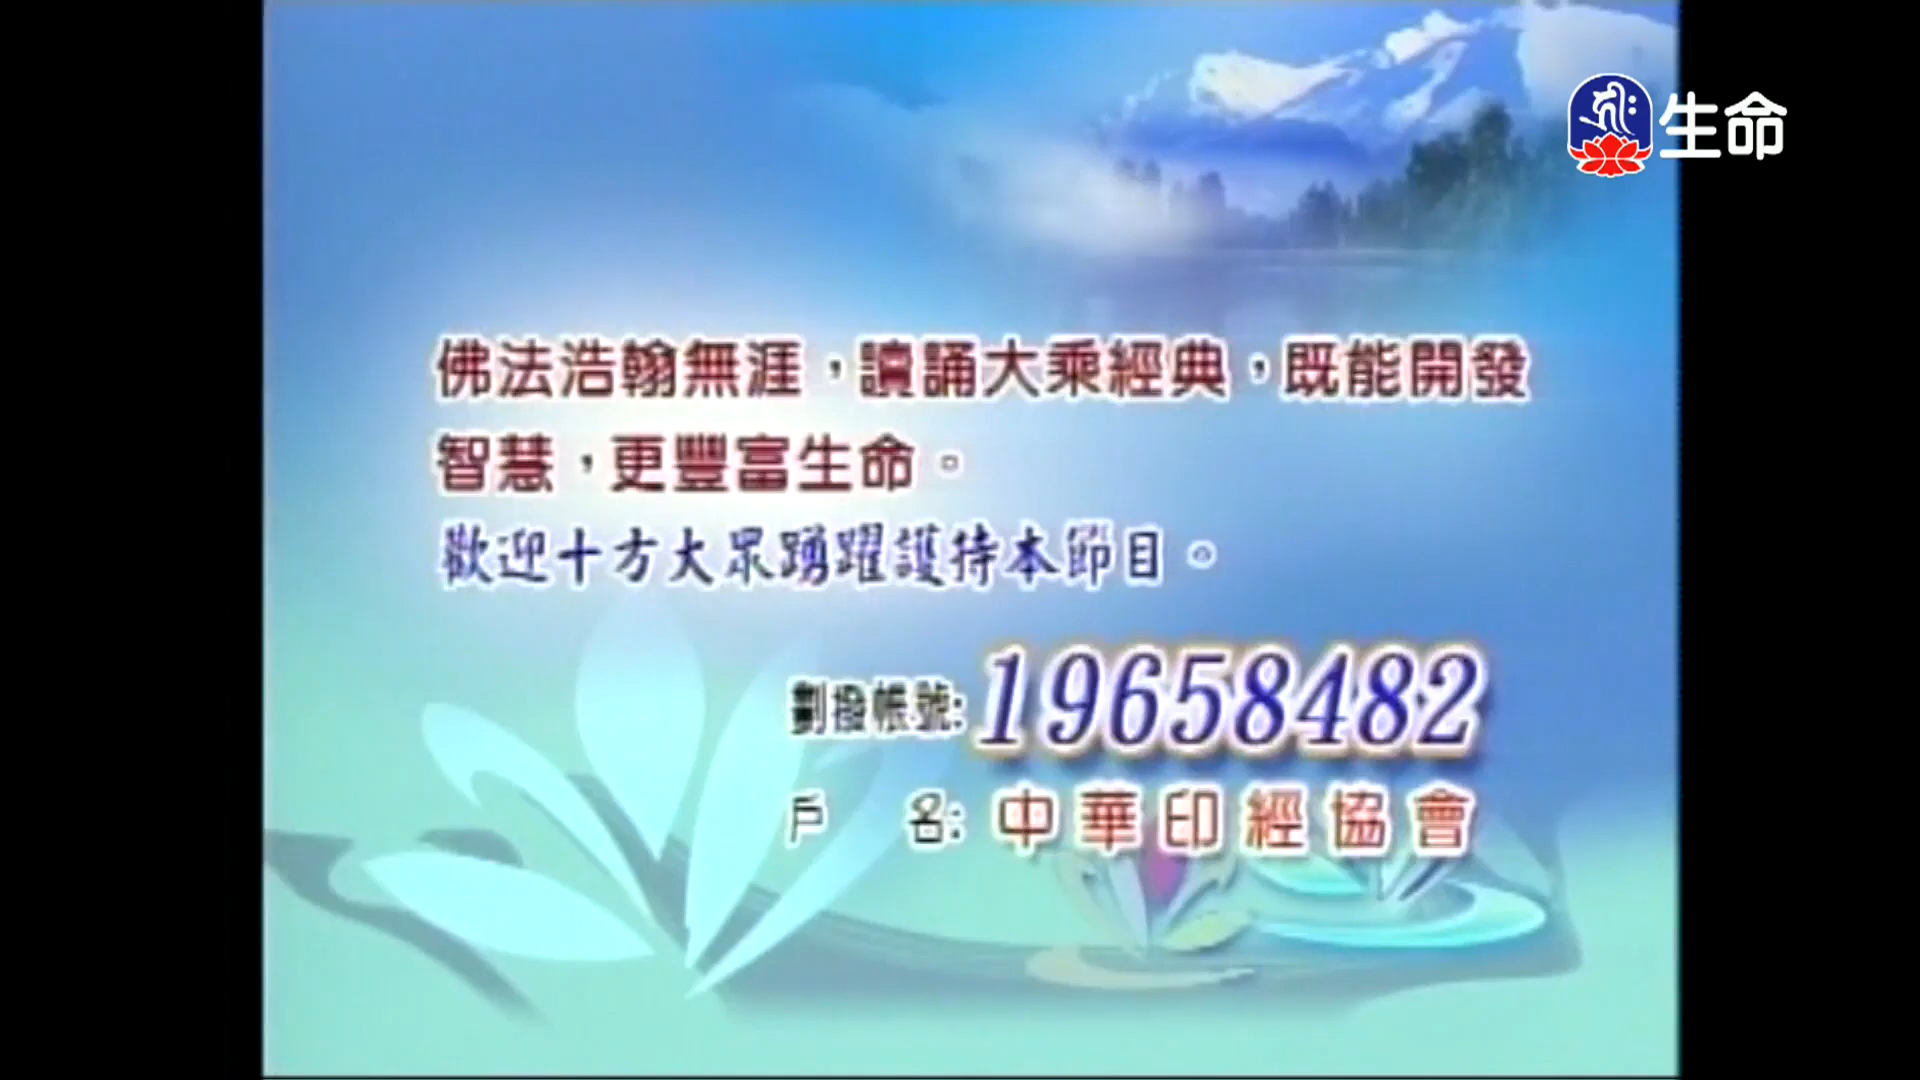 生命
佛法浩翰無涯，讀誦大乘經典，既能開發
智慧，更豐富生命。
歡迎十方大眾踴躍護持本節目。
劃撥帳號: 19658482
戶 名: 中華印經協會